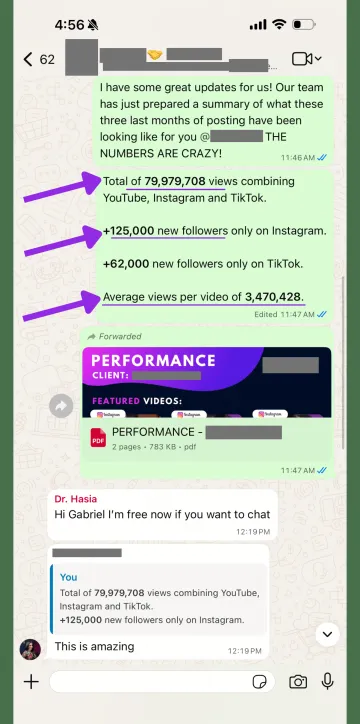 4:56
62
e...
I have some great updates for us! Our team
has just prepared a summary of what these
three last months of posting have been
looking like for you @ THE
NUMBERS ARE CRAZY!
11:46 AM
Total of 79,979,708 views combining
YouTube, Instagram and TikTok.
+125,000 new followers only on Instagram.
+62,000 new followers only on TikTok.
Average views per video of 3,470,428.
Edited 11:47 AM
Forwarded
PERFORMANCE
CLIENT:
FEATURED VIDEOS:
Instagram
Instagram
Instagram
PDF
PERFORMANCE -
2 pages • 783 KB • pdf
11:47 AM
Dr. Hasia
Hi Gabriel I'm free now if you want to chat
12:19 PM
You
Total of 79,979,708 views combining YouTube,
Instagram and TikTok.
+125,000 new followers only on Instagram.
This is amazing
12:19 PM